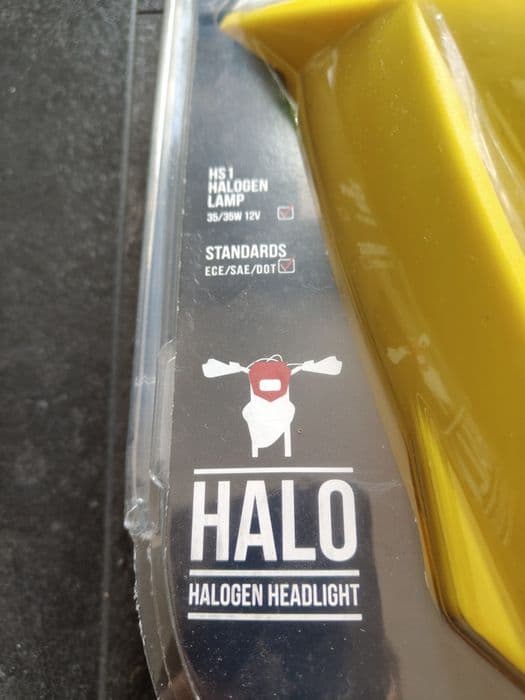 HS1
HALOGEN
LAMP
35/35W 12V
STANDARDS
ECE/SAE/DOT
HALO
HALOGEN HEADLIGHT